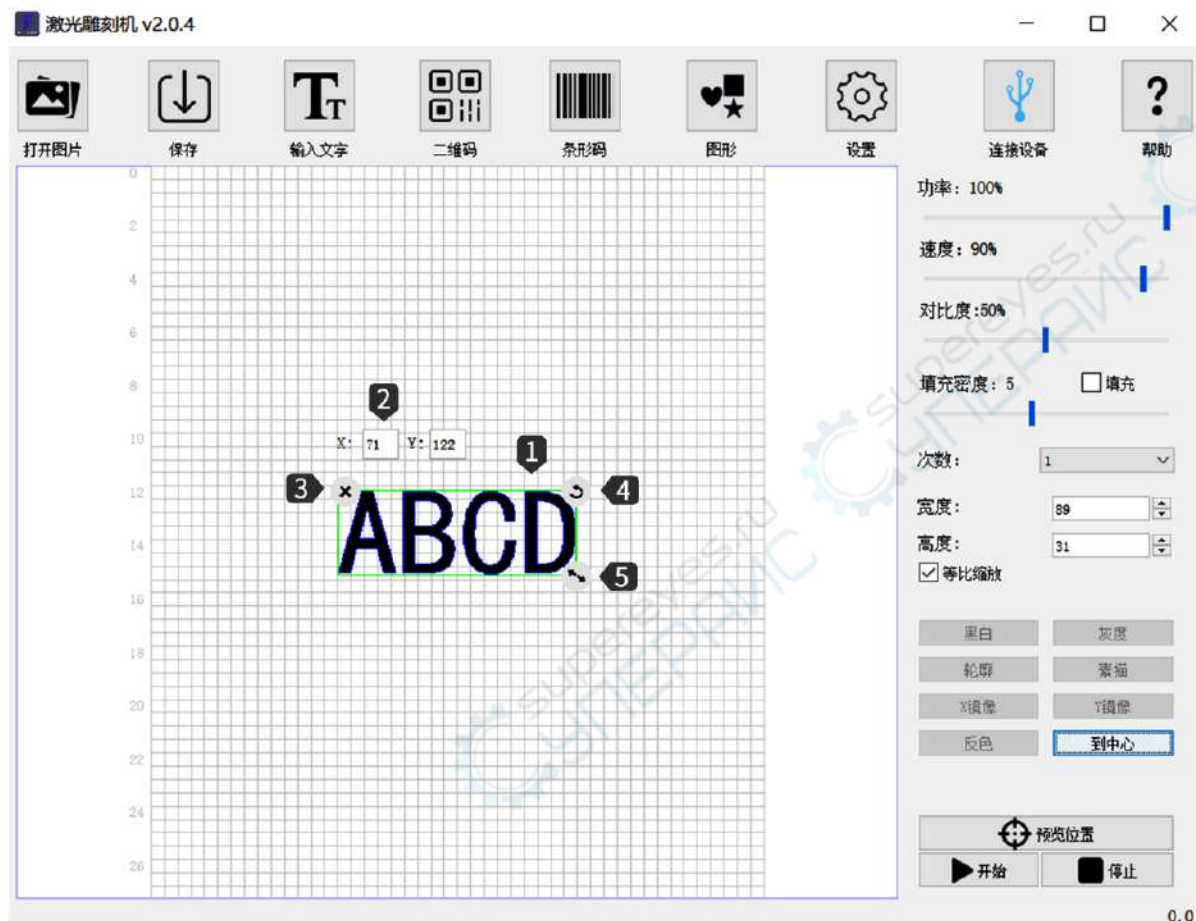 激光雕刻机 v2.0.4
打开图片 保存 输入文字 二维码 条形码 图形 设置 连接设备 帮助
0
2
4
6
8
10
12
14
16
18
20
22
24
26
2
X: 71 Y: 122
1
3
4
ABCD
5
功率: 100%
速度: 90%
对比度:50%
填充密度: 5 填充
次数: 1
宽度: 89
高度: 31
等比缩放
黑白 灰度
轮廓 素描
X镜像 Y镜像
反色 到中心
预览位置
开始 停止
0.0
supereyes.ru
СУПЕРАЙС
supereyes.ru
СУПЕРАЙС